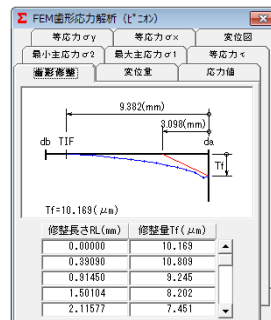 FEM歯形応力解析 (ﾋﾟﾆｵﾝ)
等応力σy 等応力σx 変位図
最小主応力σ2 最大主応力σ1 等応力τ
歯形修整 変位量 応力値
9.382(mm)
3.098(mm)
db TIF da
Tf
Tf=10.169(μm)
修整長さRL(mm) 修整量Tf(μm)
0.00000 10.169
0.39090 10.809
0.91450 9.245
1.50104 8.202
2.11577 7.451